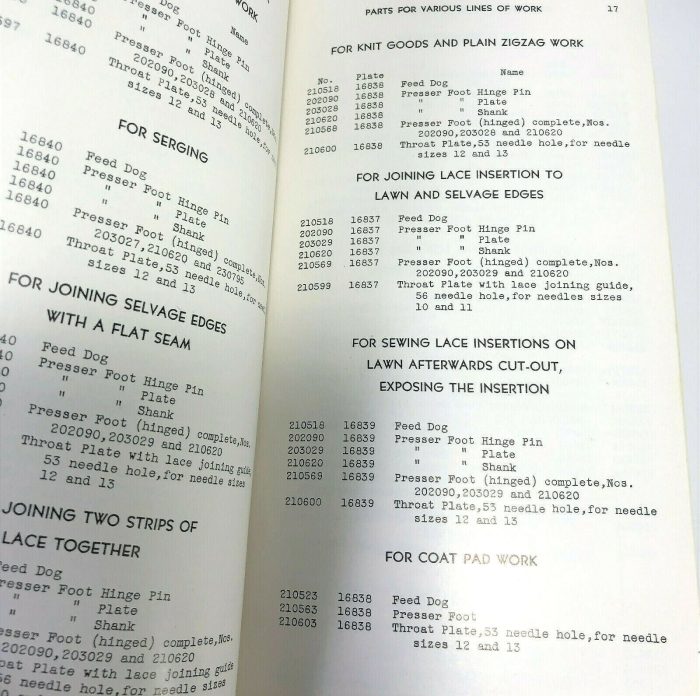 WORK
16840
Name
16840 Presser Foot Hinge Pin
" " Plate
" " Shank
Presser Foot (hinged) complete,Nos.
202090,203028 and 210620
16840 Throat Plate,53 needle hole,for
sizes 12 and 13
FOR SERGING
16840 Feed Dog
16840 Presser Foot Hinge Pin
16840 " " Plate
16840 " " Shank
16840 Presser Foot (hinged) complete,Nos.
203027,210620 and 230795
16840 Throat Plate,53 needle hole,for
sizes 12 and 13
FOR JOINING SELVAGE EDGES
WITH A FLAT SEAM
Feed Dog
Presser Foot Hinge Pin
" " Plate
" " Shank
Presser Foot (hinged) complete,Nos.
202090,203029 and 210620
Throat Plate with lace joining guide,
53 needle hole,for needle sizes
12 and 13
JOINING TWO STRIPS OF
LACE TOGETHER
Feed Dog
Presser Foot Hinge Pin
" " Plate
" " Shank
Presser Foot (hinged) complete,Nos.
202090,203029 and 210620
Throat Plate with lace joining guide
53 needle hole,for needle sizes
PARTS FOR VARIOUS LINES OF WORK 17
FOR KNIT GOODS AND PLAIN ZIGZAG WORK
No. Plate Name
210518 16838 Feed Dog
202090 16838 Presser Foot Hinge Pin
203028 16838 " " Plate
210620 16838 " " Shank
210568 16838 Presser Foot (hinged) complete,Nos.
202090,203028 and 210620
210600 16838 Throat Plate,53 needle hole,for needle
sizes 12 and 13
FOR JOINING LACE INSERTION TO
LAWN AND SELVAGE EDGES
210518 16837 Feed Dog
202090 16837 Presser Foot Hinge Pin
203029 16837 " " Plate
210620 16837 " " Shank
210569 16837 Presser Foot (hinged) complete,Nos.
202090,203029 and 210620
210599 16837 Throat Plate with lace joining guide,
56 needle hole,for needles sizes
10 and 11
FOR SEWING LACE INSERTIONS ON
LAWN AFTERWARDS CUT-OUT,
EXPOSING THE INSERTION
210518 16839 Feed Dog
202090 16839 Presser Foot Hinge Pin
203029 16839 " " Plate
210620 16839 " " Shank
210569 16839 Presser Foot (hinged) complete,Nos.
202090,203029 and 210620
210600 16839 Throat Plate,53 needle hole,for needle
sizes 12 and 13
FOR COAT PAD WORK
210523 16838 Feed Dog
210563 16838 Presser Foot
210603 16838 Throat Plate,53 needle hole,for needle
sizes 12 and 13